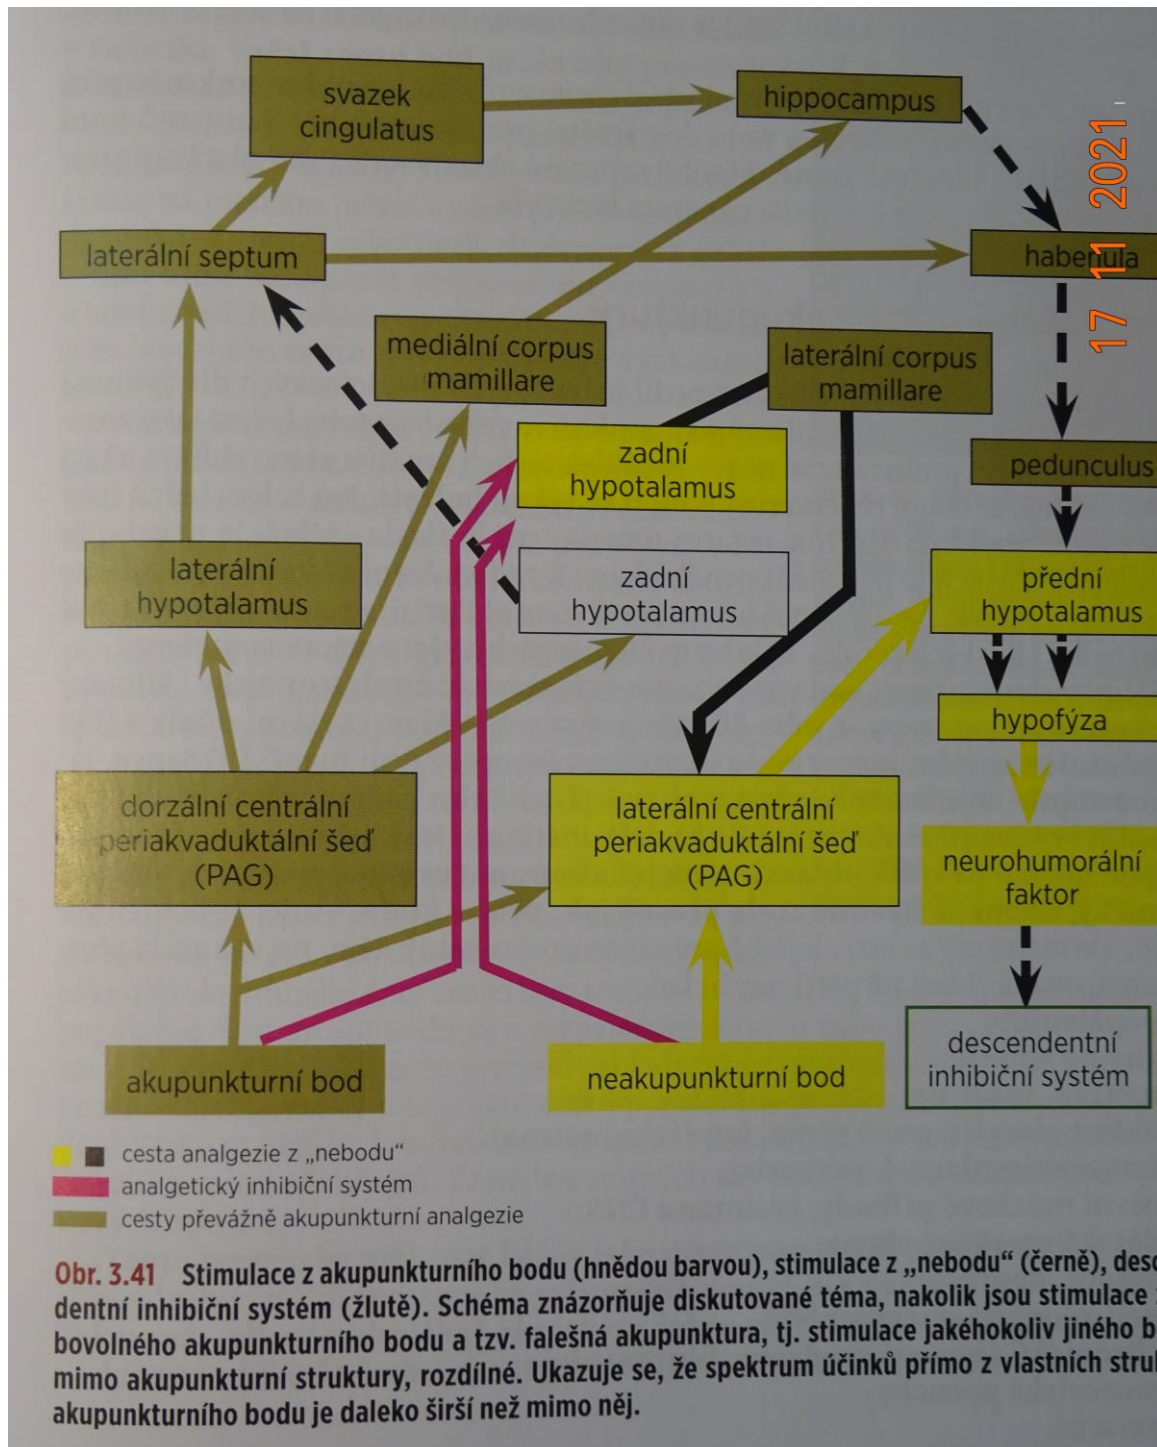 svazek
cingulatus
hippocampus
laterální septum
habenula
mediální corpus
mamillare
laterální corpus
mamillare
zadní
hypotalamus
pedunculus
laterální
hypotalamus
zadní
hypotalamus
přední
hypotalamus
hypofýza
dorzální centrální
periakvaduktální šeď
(PAG)
laterální centrální
periakvaduktální šeď
(PAG)
neurohumorální
faktor
akupunkturní bod
neakupunkturní bod
descendentní
inhibiční systém
cesta analgezie z „nebodu“
analgetický inhibiční systém
cesty převážně akupunkturní analgezie
Obr. 3.41 Stimulace z akupunkturního bodu (hnědou barvou), stimulace z „nebodu“ (černě),
dentní inhibiční systém (žlutě). Schéma znázorňuje diskutované téma, nakolik jsou stimulace
bovolného akupunkturního bodu a tzv. falešná akupunktura, tj. stimulace jakéhokoliv jiného
mimo akupunkturní struktury, rozdílné. Ukazuje se, že spektrum účinků přímo z vlastních
akupunkturního bodu je daleko širší než mimo něj.
17 11 2021